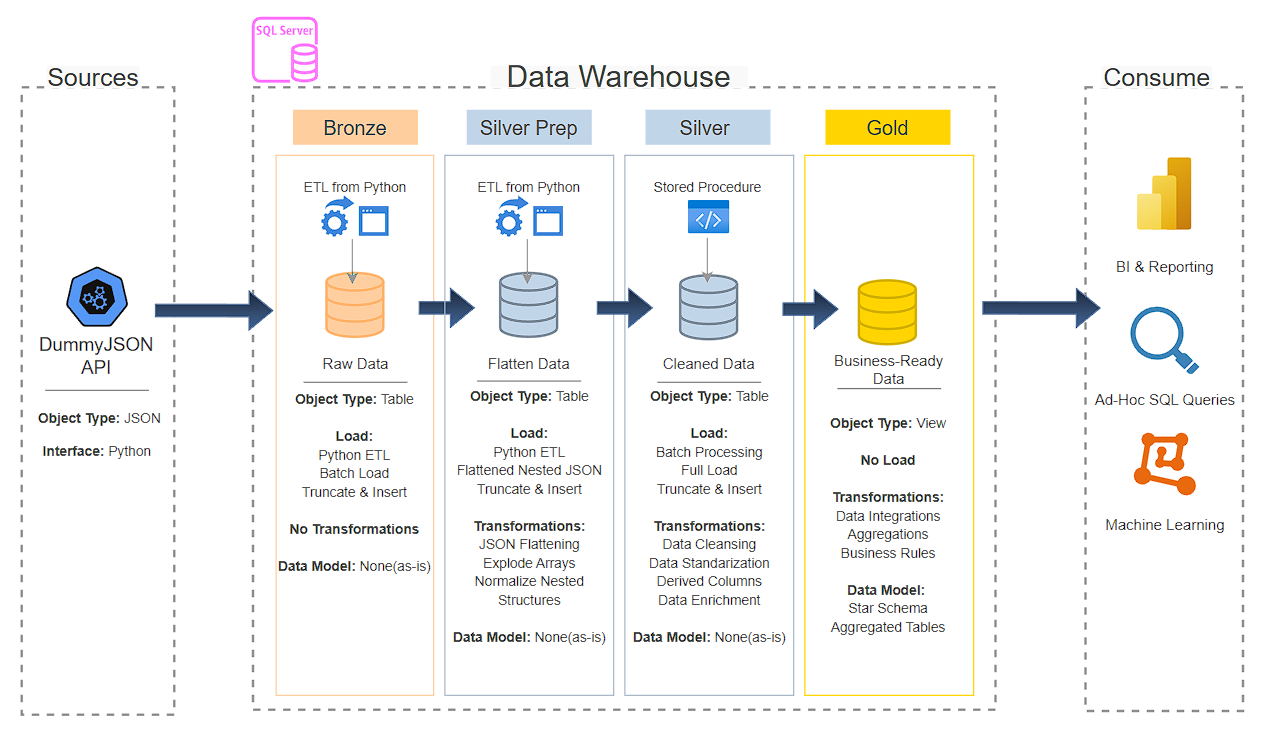 SQL Server
Sources
Data Warehouse
Consume
Bronze
Silver Prep
Silver
Gold
DummyJSON
API
Object Type: JSON
Interface: Python
ETL from Python
Raw Data
Object Type: Table
Load:
Python ETL
Batch Load
Truncate & Insert
No Transformations
Data Model: None(as-is)
ETL from Python
Flatten Data
Object Type: Table
Load:
Python ETL
Flattened Nested JSON
Truncate & Insert
Transformations:
JSON Flattening
Explode Arrays
Normalize Nested
Structures
Data Model: None(as-is)
Stored Procedure
</>
Cleaned Data
Object Type: Table
Load:
Batch Processing
Full Load
Truncate & Insert
Transformations:
Data Cleansing
Data Standarization
Derived Columns
Data Enrichment
Data Model: None(as-is)
Business-Ready
Data
Object Type: View
No Load
Transformations:
Data Integrations
Aggregations
Business Rules
Data Model:
Star Schema
Aggregated Tables
BI & Reporting
Ad-Hoc SQL Queries
Machine Learning